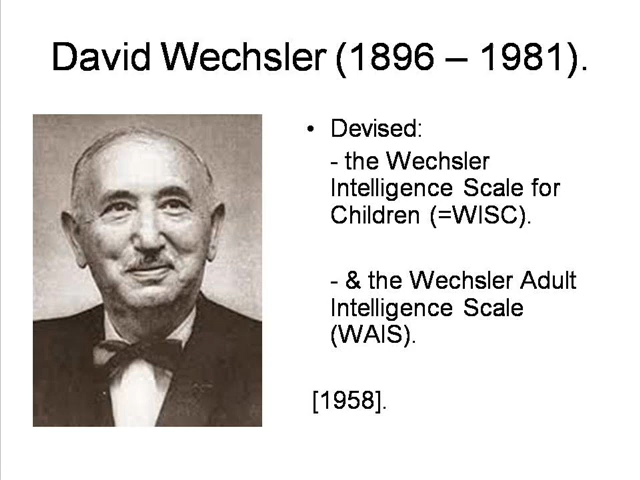 David Wechsler (1896 – 1981).
• Devised:
- the Wechsler
Intelligence Scale for
Children (=WISC).
- & the Wechsler Adult
Intelligence Scale
(WAIS).
[1958].